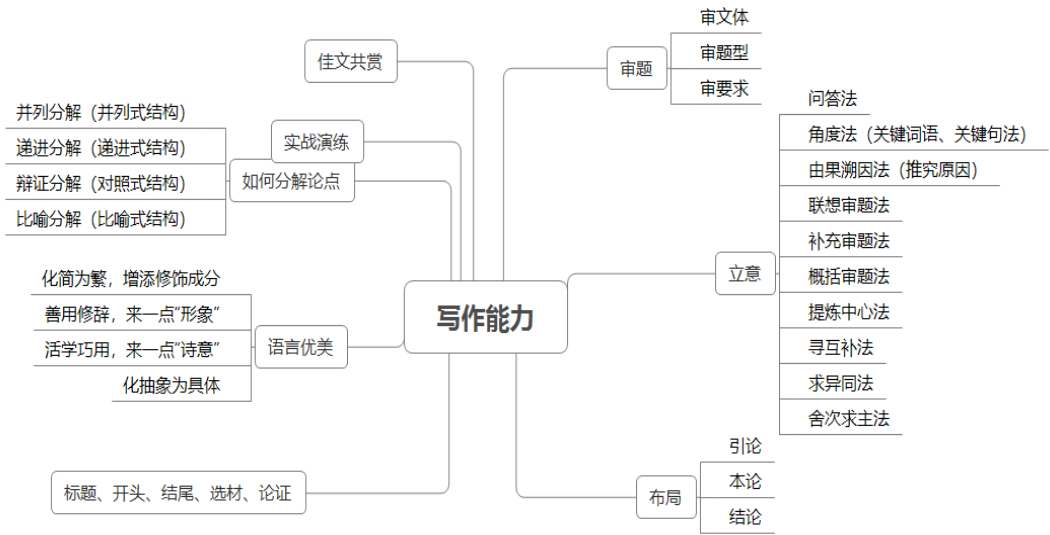 写作能力
审题
审文体
审题型
审要求
立意
问答法
角度法（关键词语、关键句法）
由果溯因法（推究原因）
联想审题法
补充审题法
概括审题法
提炼中心法
寻互补法
求异同法
舍次求主法
布局
引论
本论
结论
标题、开头、结尾、选材、论证
语言优美
化简为繁，增添修饰成分
善用修辞，来一点“形象”
活学巧用，来一点“诗意”
化抽象为具体
如何分解论点
并列分解（并列式结构）
递进分解（递进式结构）
辩证分解（对照式结构）
比喻分解（比喻式结构）
实战演练
佳文共赏